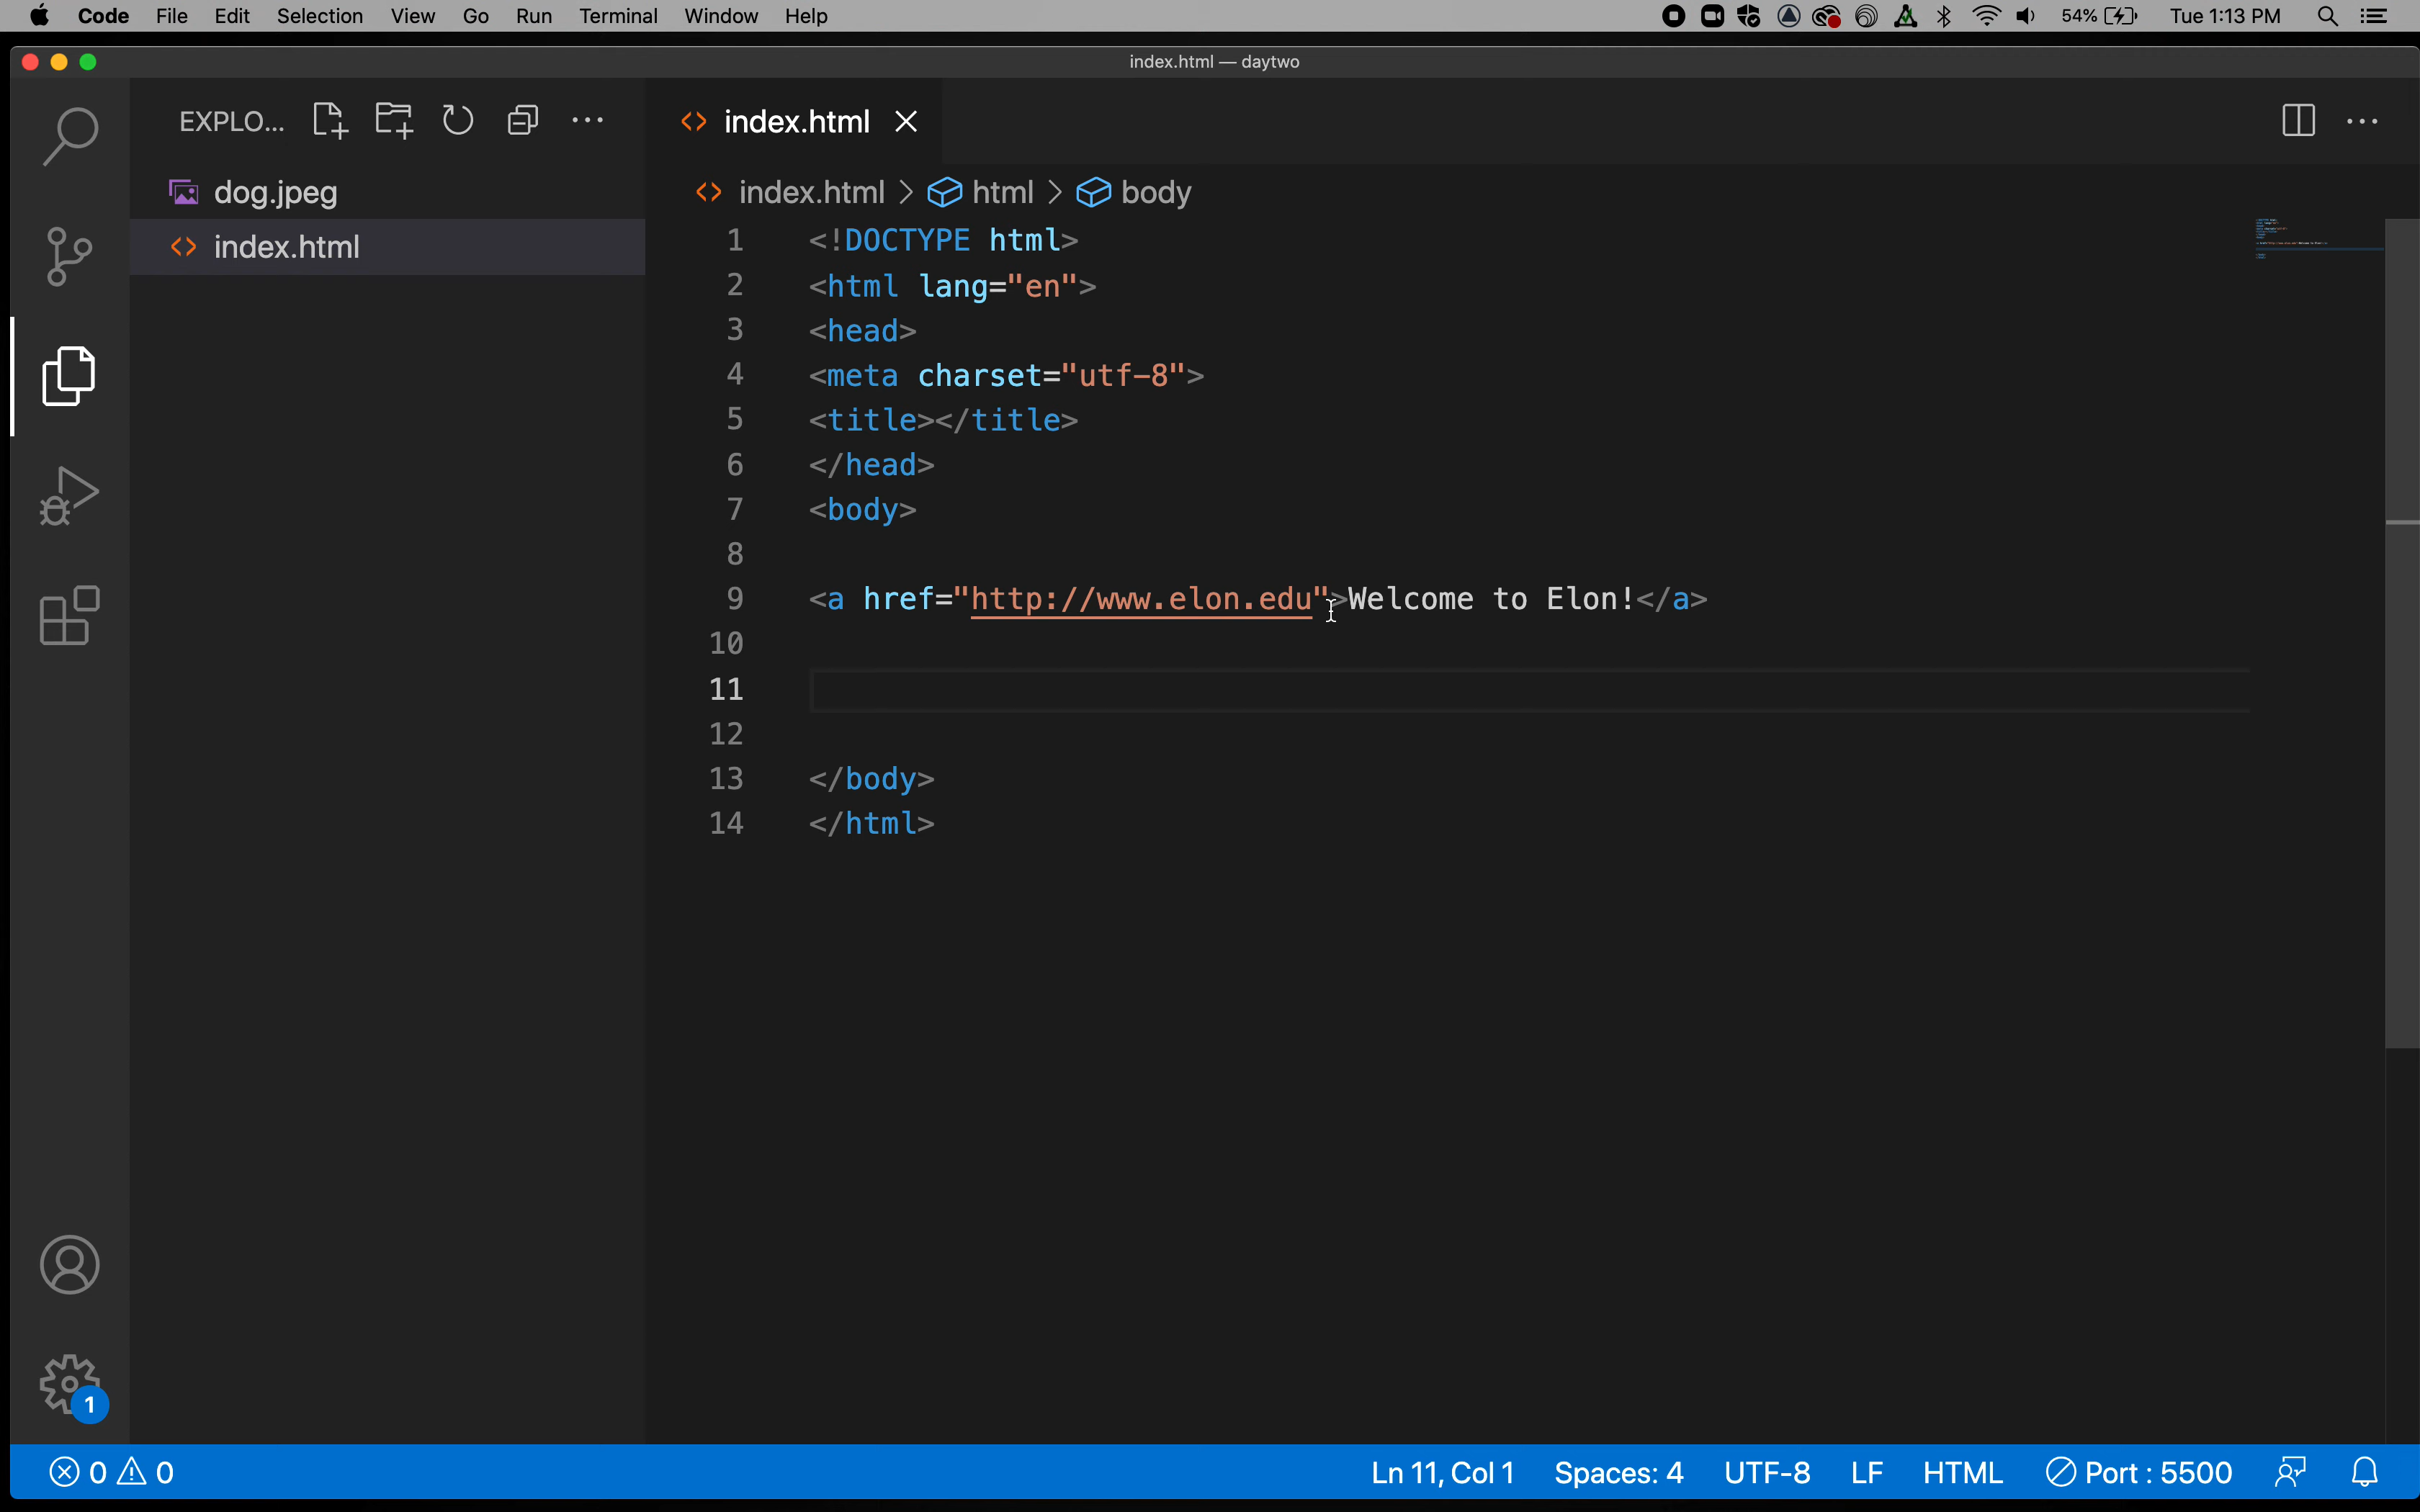 Code File Edit Selection View Go Run Terminal Window Help 54% Tue 1:13 PM
index.html — daytwo
EXPLO... index.html
dog.jpeg
index.html
index.html > html > body
1 <!DOCTYPE html>
2 <html lang="en">
3 <head>
4 <meta charset="utf-8">
5 <title></title>
6 </head>
7 <body>
8
9 <a href="http://www.elon.edu">Welcome to Elon!</a>
10
11
12
13 </body>
14 </html>
1
0 0 Ln 11, Col 1 Spaces: 4 UTF-8 LF HTML Port : 5500